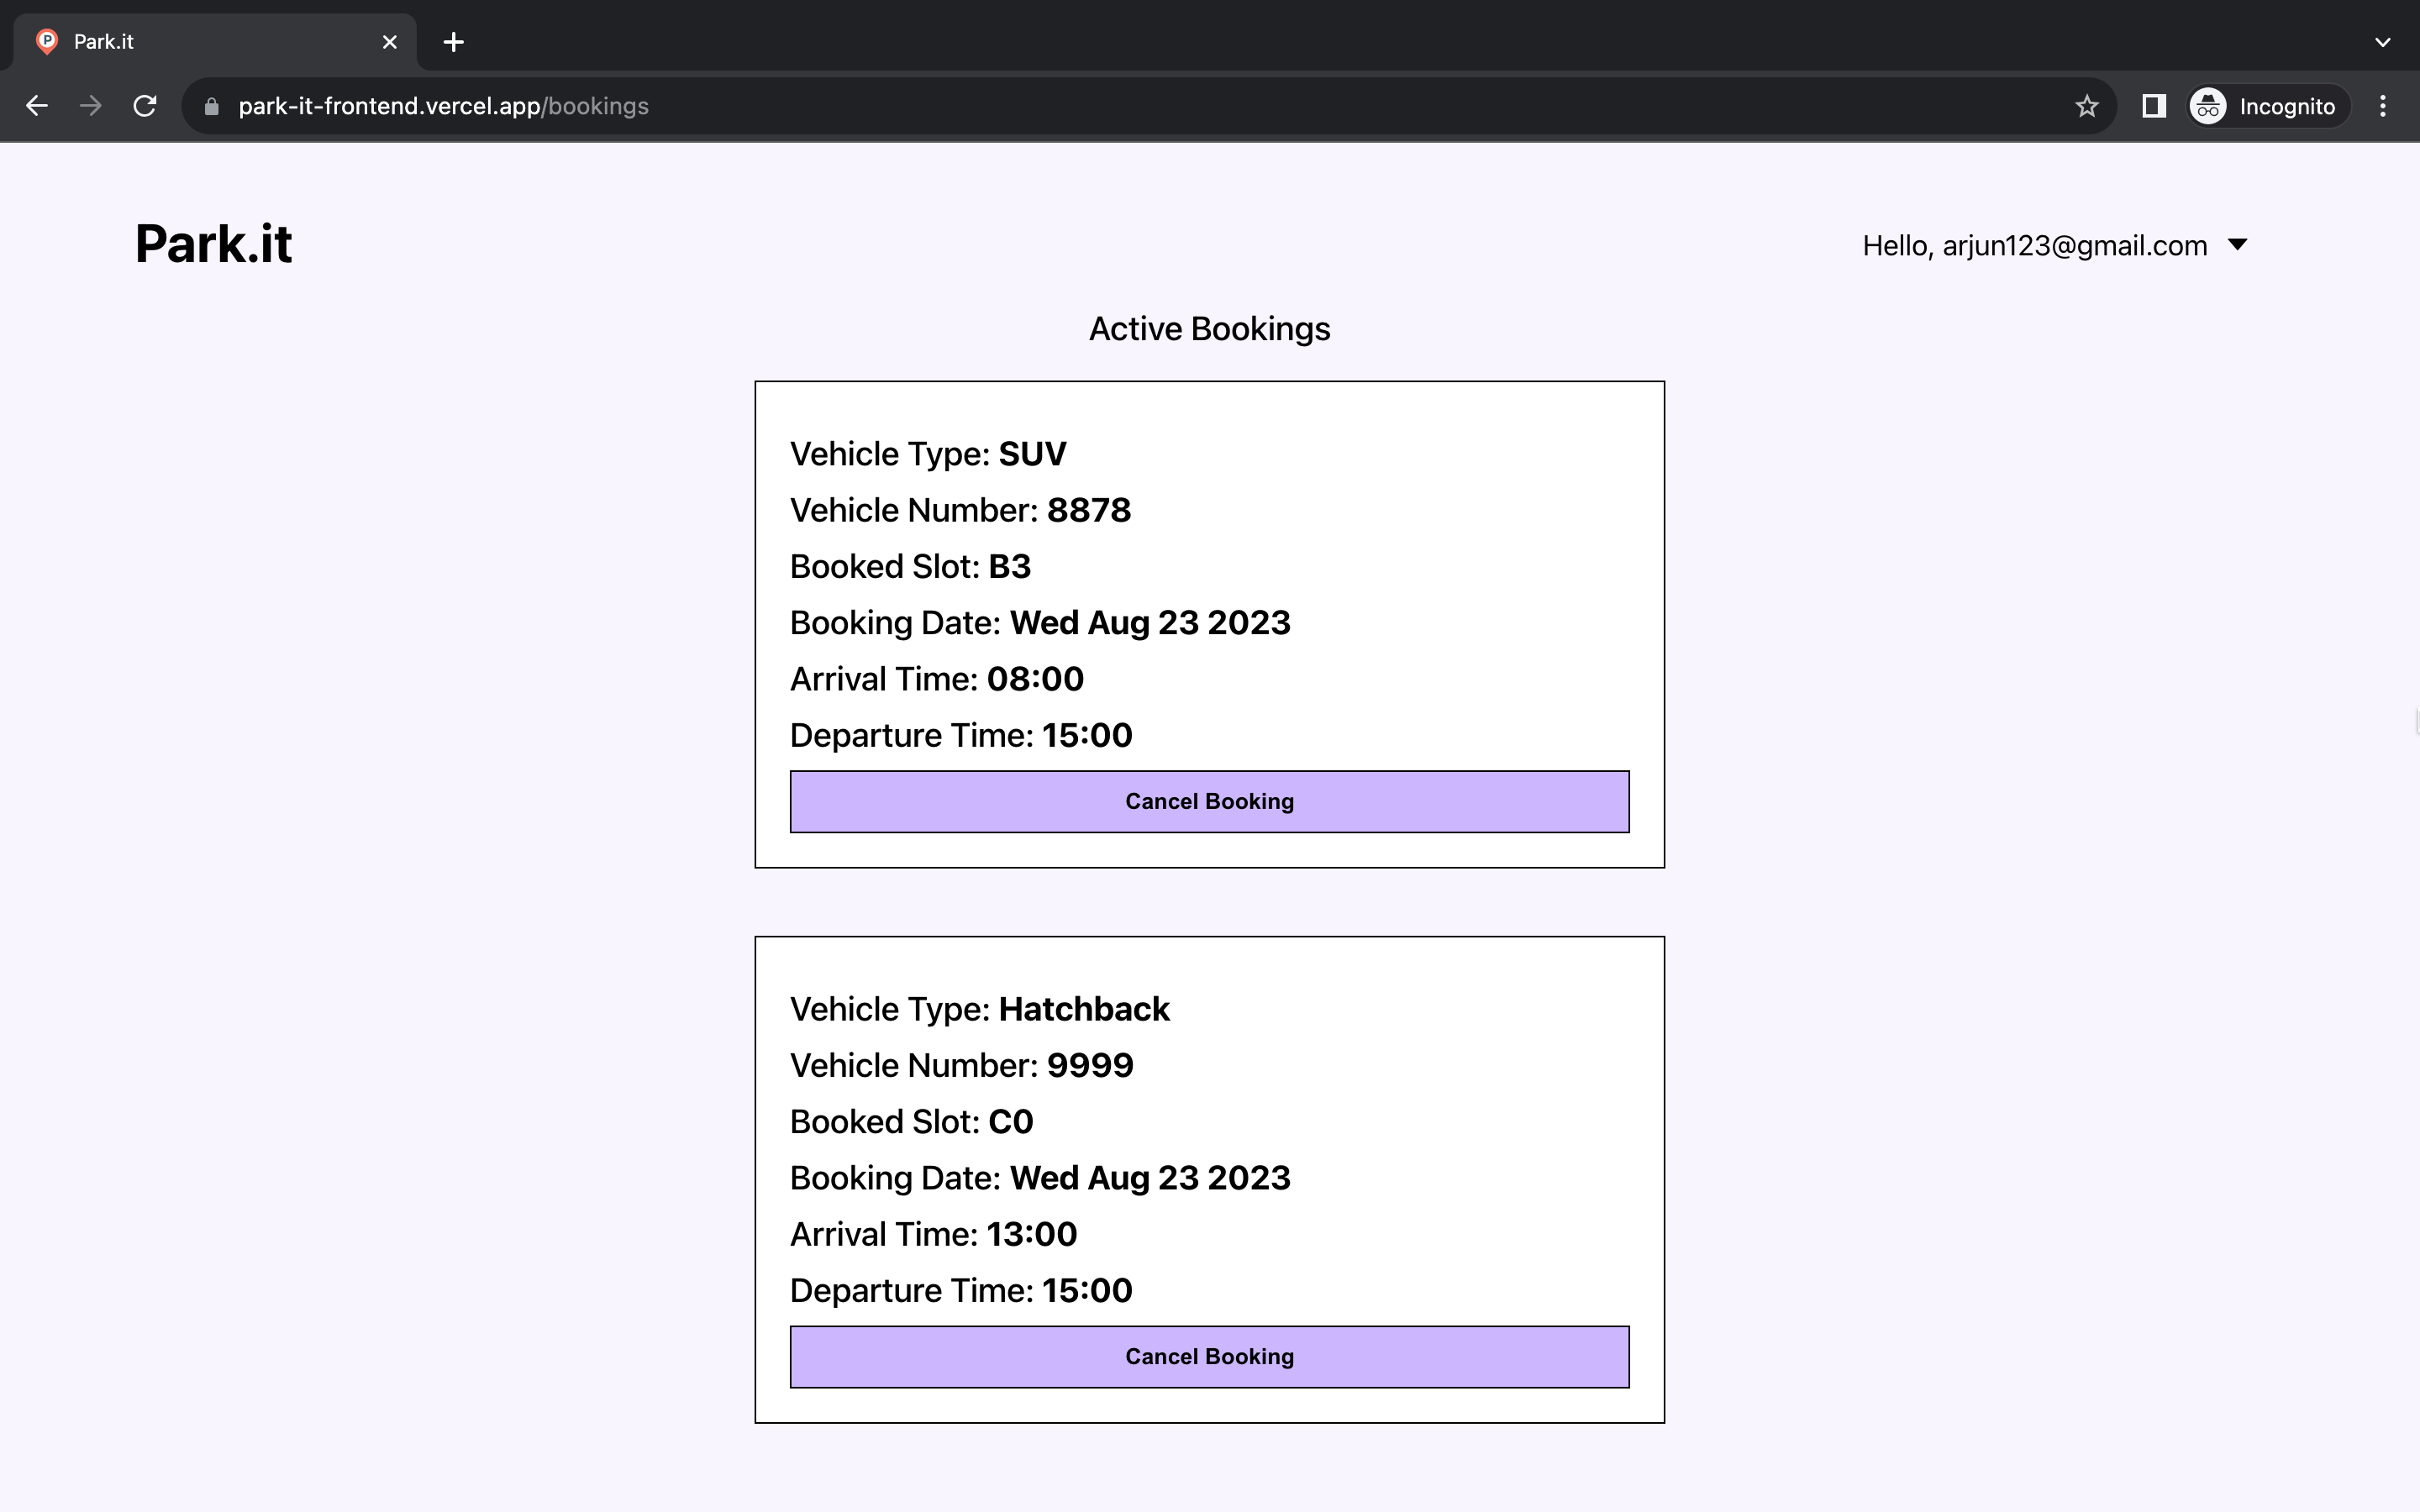 Park.it
park-it-frontend.vercel.app/bookings
Incognito
Park.it
Hello, arjun123@gmail.com
Active Bookings
Vehicle Type: SUV
Vehicle Number: 8878
Booked Slot: B3
Booking Date: Wed Aug 23 2023
Arrival Time: 08:00
Departure Time: 15:00
Cancel Booking
Vehicle Type: Hatchback
Vehicle Number: 9999
Booked Slot: C0
Booking Date: Wed Aug 23 2023
Arrival Time: 13:00
Departure Time: 15:00
Cancel Booking